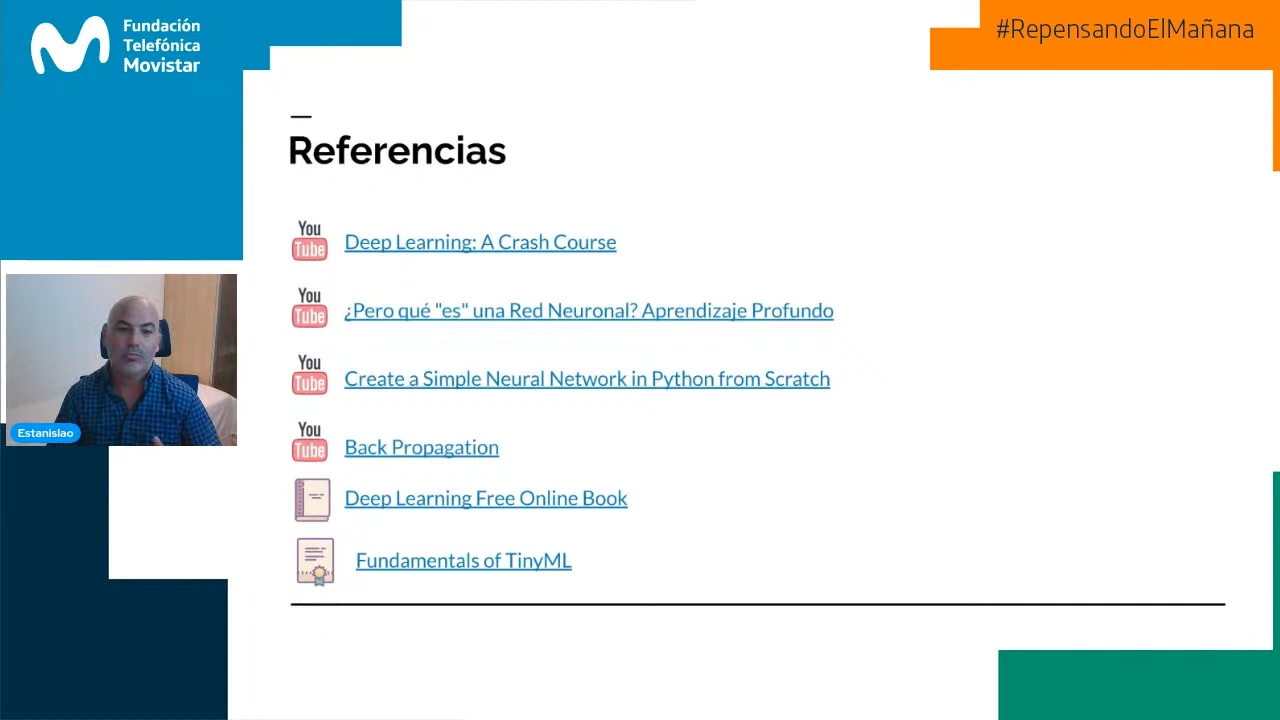 Fundación
Telefónica
Movistar
#RepensandoElMañana
Referencias
You
Tube
Deep Learning: A Crash Course
You
Tube
¿Pero qué "es" una Red Neuronal? Aprendizaje Profundo
You
Tube
Create a Simple Neural Network in Python from Scratch
You
Tube
Back Propagation
Deep Learning Free Online Book
Fundamentals of TinyML
Estanislao